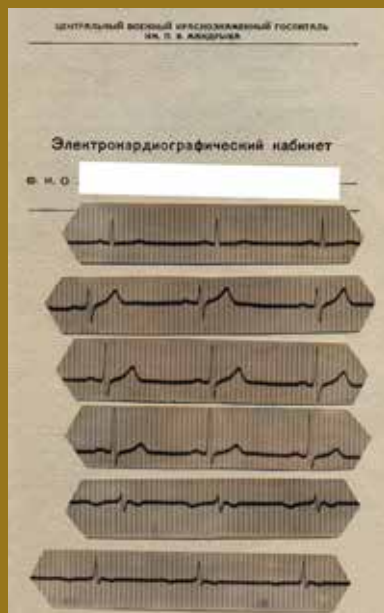 ЦЕНТРАЛЬНЫЙ ВОЕННЫЙ КРАСНОЗНАМЕННЫЙ ГОСПИТАЛЬ
ИМ. П. В. МАНДРЫКА
Электрокардиографический кабинет
Ф. И. О